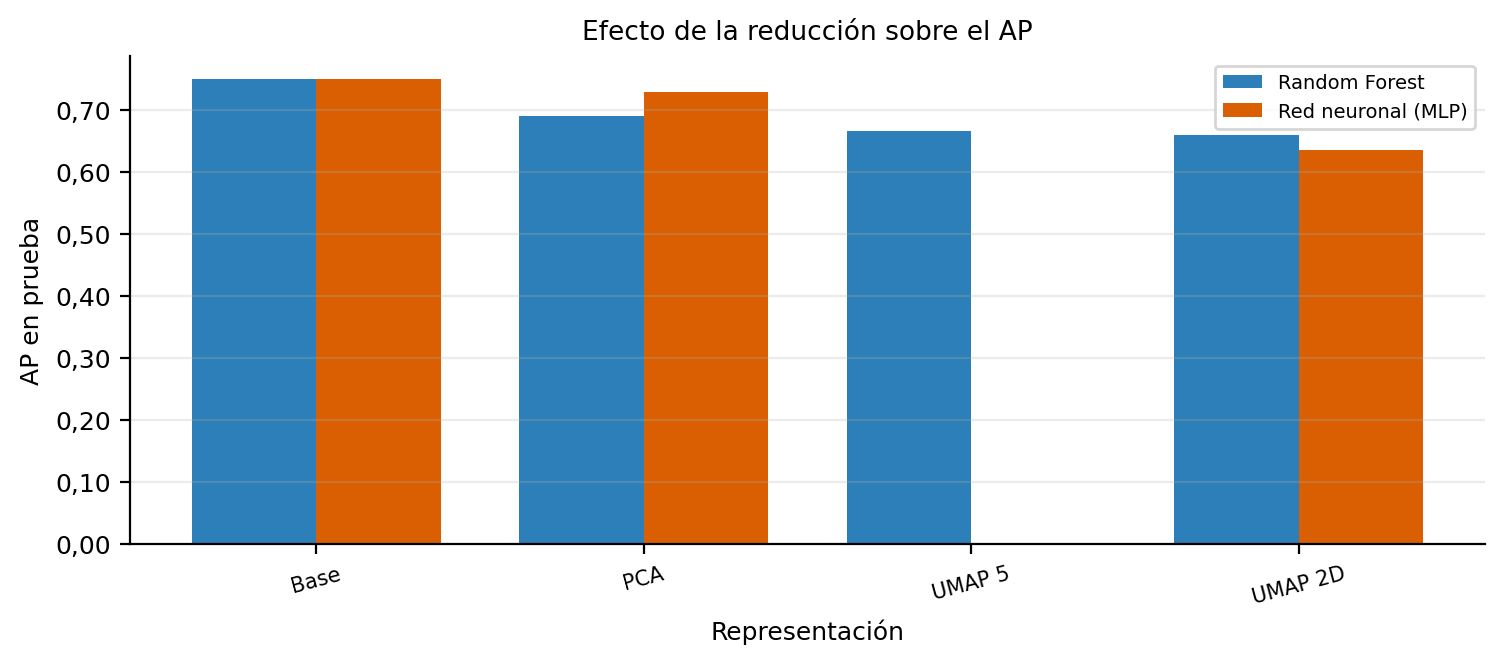 Efecto de la reducción sobre el AP
Random Forest
Red neuronal (MLP)
AP en prueba
0,70
0,60
0,50
0,40
0,30
0,20
0,10
0,00
Base
PCA
UMAP 5
UMAP 2D
Representación